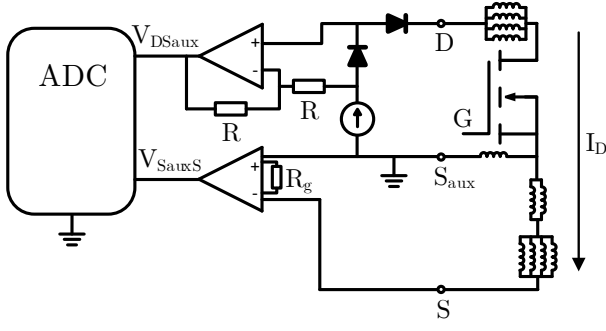 V_DSaux
D
ADC
+
-
R
R
G
I_D
V_SauxS
+
R_g
-
S_aux
S